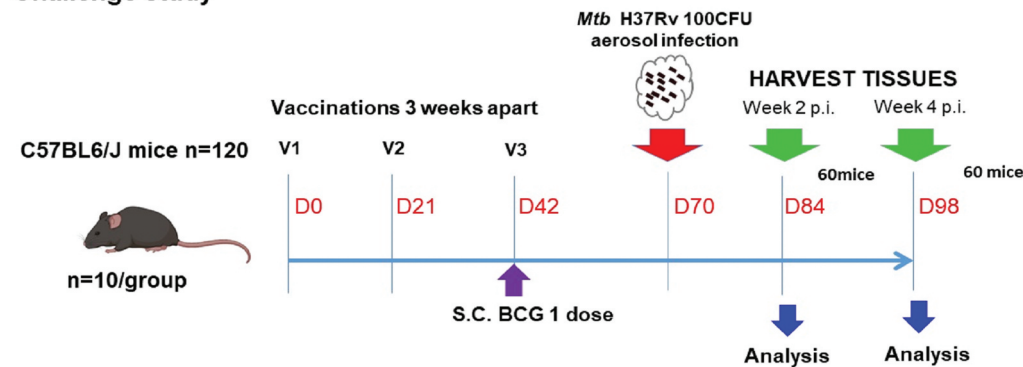 Mtb H37Rv 100CFU
aerosol infection
HARVEST TISSUES
Week 2 p.i.
Week 4 p.i.
Vaccinations 3 weeks apart
C57BL6/J mice n=120
V1
V2
V3
60mice
60 mice
D0
D21
D42
D70
D84
D98
n=10/group
S.C. BCG 1 dose
Analysis
Analysis